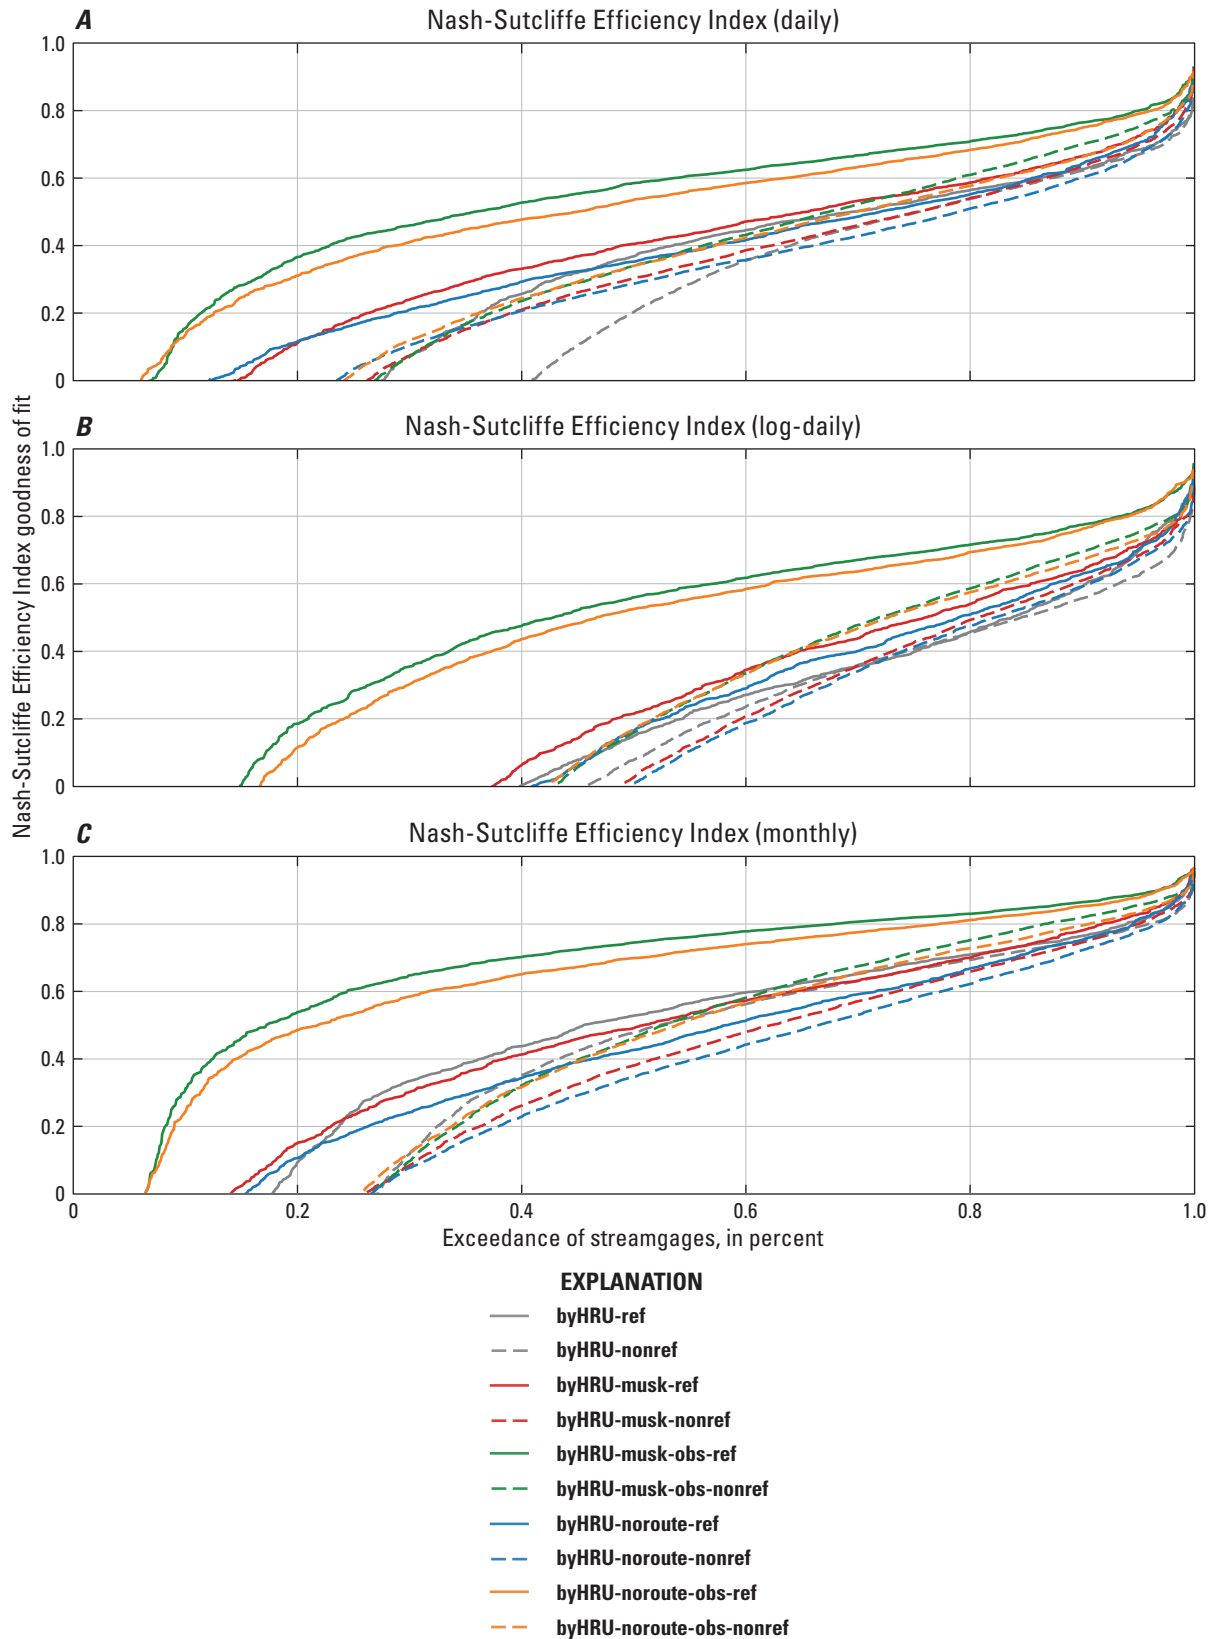 A Nash-Sutcliffe Efficiency Index (daily)
1.0
0.8
0.6
0.4
0.2
0
B Nash-Sutcliffe Efficiency Index (log-daily)
1.0
0.8
0.6
0.4
0.2
0
Nash-Sutcliffe Efficiency Index goodness of fit
C Nash-Sutcliffe Efficiency Index (monthly)
1.0
0.8
0.6
0.4
0.2
0
0 0.2 0.4 0.6 0.8 1.0
Exceedance of streamgages, in percent
EXPLANATION
byHRU-ref
byHRU-nonref
byHRU-musk-ref
byHRU-musk-nonref
byHRU-musk-obs-ref
byHRU-musk-obs-nonref
byHRU-noroute-ref
byHRU-noroute-nonref
byHRU-noroute-obs-ref
byHRU-noroute-obs-nonref